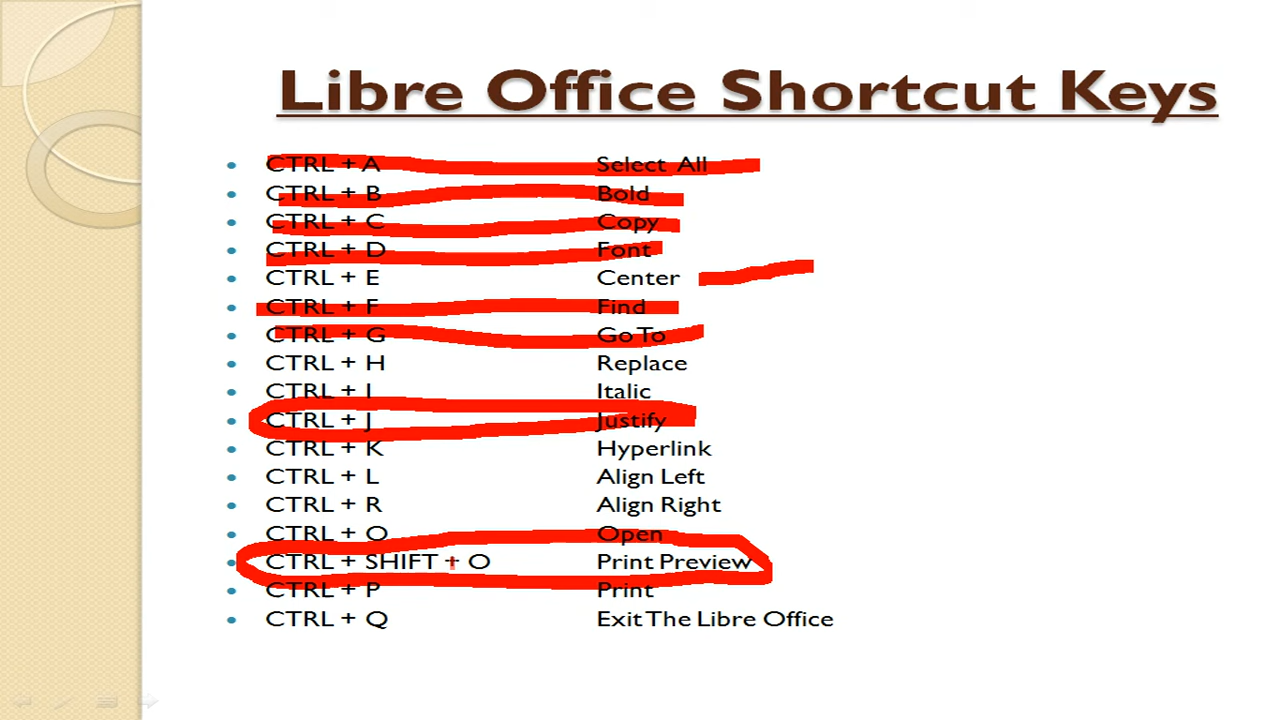 Libre Office Shortcut Keys
• CTRL + A Select All
• CTRL + B Bold
• CTRL + C Copy
• CTRL + D Font
• CTRL + E Center
• CTRL + F Find
• CTRL + G Go To
• CTRL + H Replace
• CTRL + I Italic
• CTRL + J Justify
• CTRL + K Hyperlink
• CTRL + L Align Left
• CTRL + R Align Right
• CTRL + O Open
• CTRL + SHIFT + O Print Preview
• CTRL + P Print
• CTRL + Q Exit The Libre Office